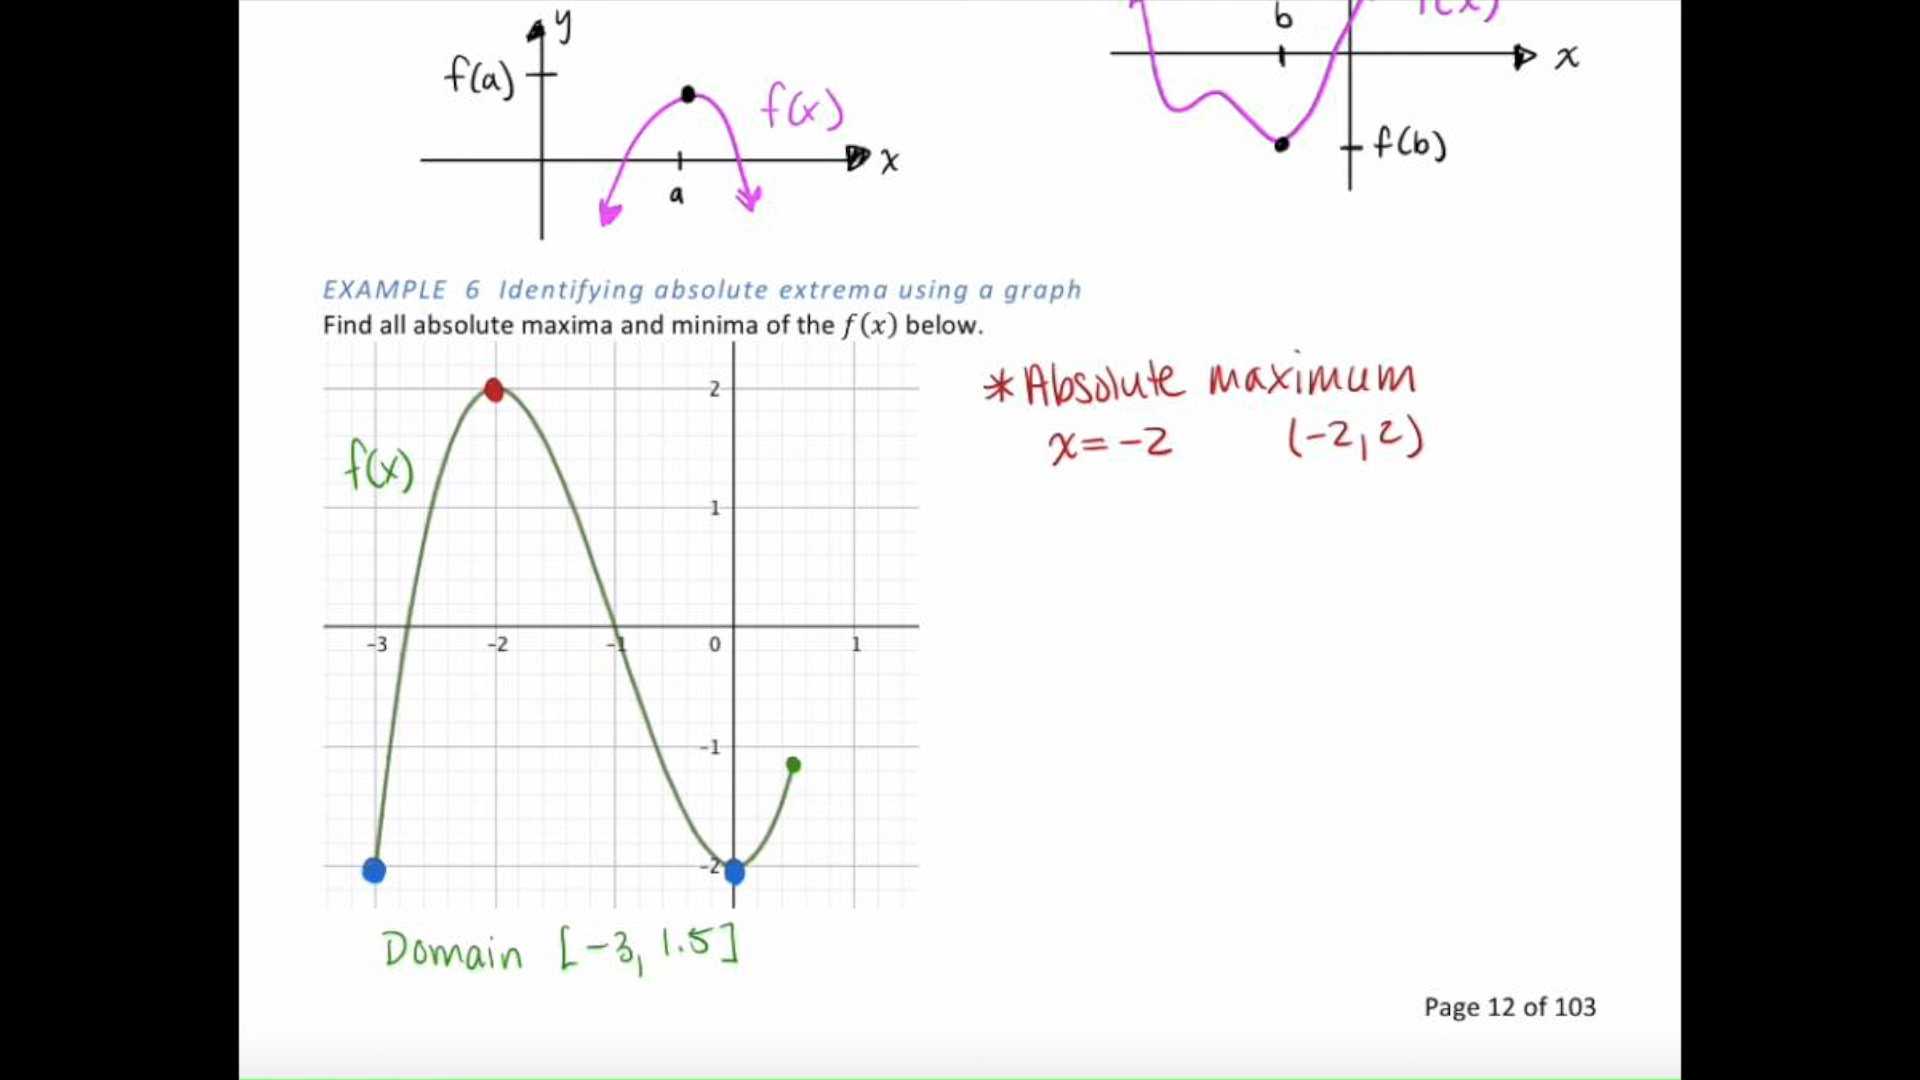 y
f(a)
f(x)
x
a
b
f(x)
x
f(b)
EXAMPLE 6 Identifying absolute extrema using a graph
Find all absolute maxima and minima of the f(x) below.
*Absolute maximum
x=-2 (-2,2)
f(x)
2
1
-3 -2 -1 0 1
-1
-2
Domain [-3, 1.5]
Page 12 of 103